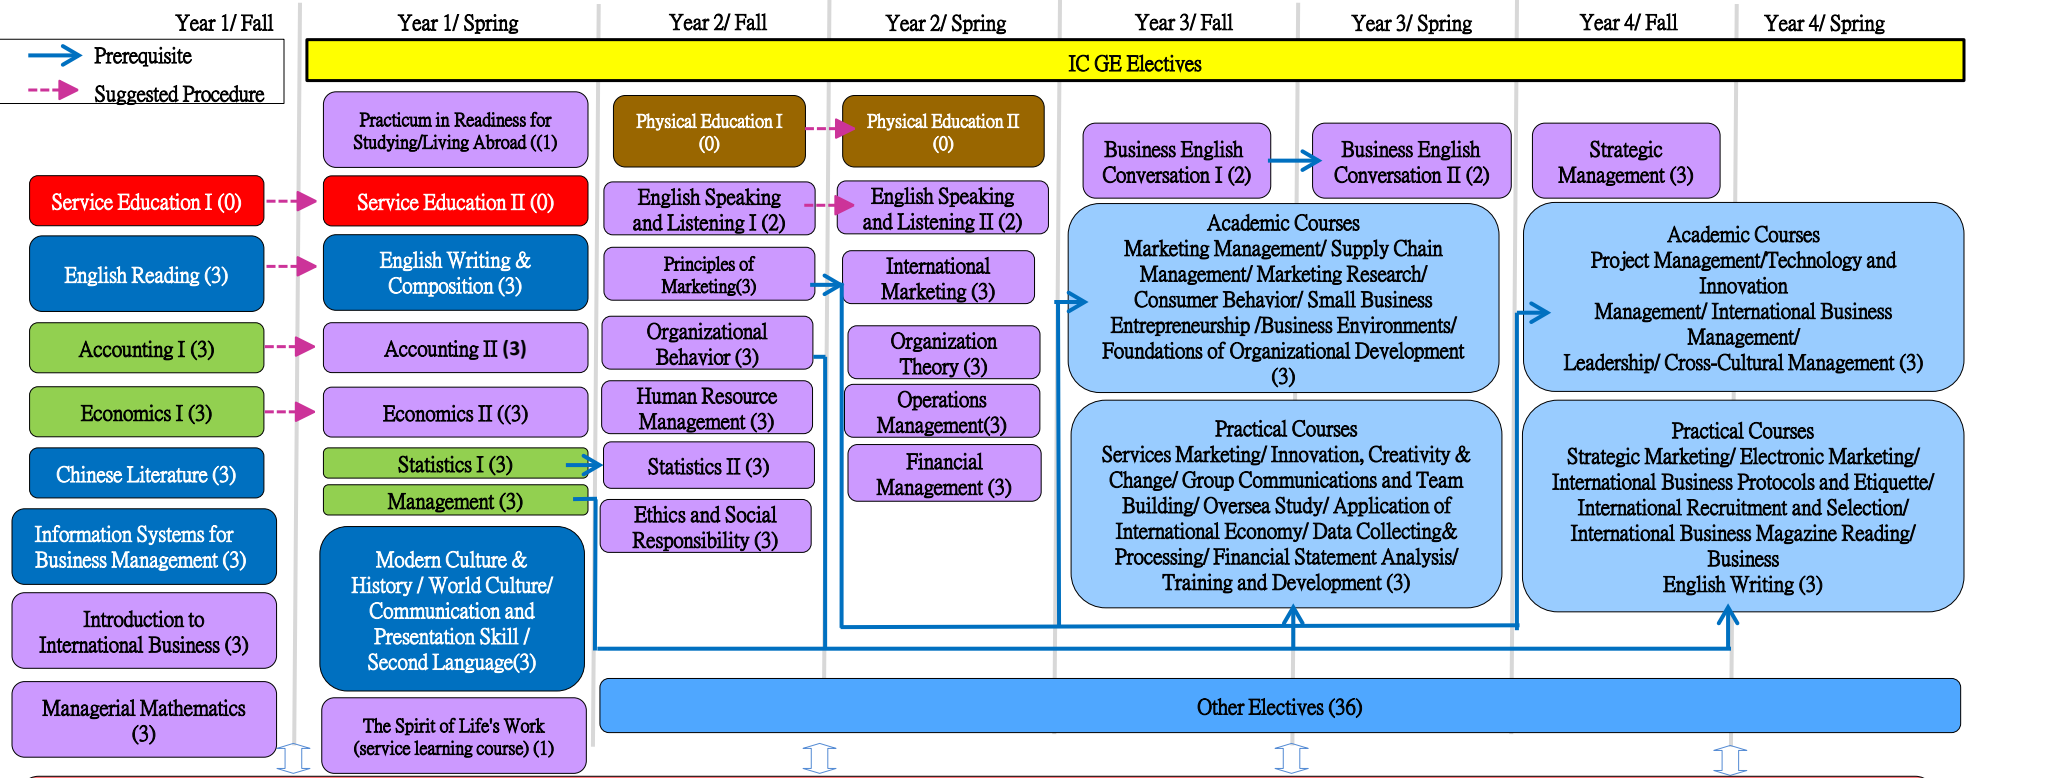 Year 1/ Fall
Year 1/ Spring
Year 2/ Fall
Year 2/ Spring
Year 3/ Fall
Year 3/ Spring
Year 4/ Fall
Year 4/ Spring
Prerequisite
Suggested Procedure
IC GE Electives
Service Education I (0)
English Reading (3)
Accounting I (3)
Economics I (3)
Chinese Literature (3)
Information Systems for
Business Management (3)
Introduction to
International Business (3)
Managerial Mathematics
(3)
Practicum in Readiness for
Studying/Living Abroad ((1)
Service Education II (0)
English Writing &
Composition (3)
Accounting II (3)
Economics II ((3)
Statistics I (3)
Management (3)
Modern Culture &
History / World Culture/
Communication and
Presentation Skill /
Second Language(3)
The Spirit of Life's Work
(service learning course) (1)
Physical Education I
(0)
English Speaking
and Listening I (2)
Principles of
Marketing(3)
Organizational
Behavior (3)
Human Resource
Management (3)
Statistics II (3)
Ethics and Social
Responsibility (3)
Physical Education II
(0)
English Speaking
and Listening II (2)
International
Marketing (3)
Organization
Theory (3)
Operations
Management(3)
Financial
Management (3)
Business English
Conversation I (2)
Business English
Conversation II (2)
Academic Courses
Marketing Management/ Supply Chain
Management/ Marketing Research/
Consumer Behavior/ Small Business
Entrepreneurship /Business Environments/
Foundations of Organizational Development
(3)
Practical Courses
Services Marketing/ Innovation, Creativity &
Change/ Group Communications and Team
Building/ Oversea Study/ Application of
International Economy/ Data Collecting&
Processing/ Financial Statement Analysis/
Training and Development (3)
Strategic
Management (3)
Academic Courses
Project Management/Technology and
Innovation
Management/ International Business
Management/
Leadership/ Cross-Cultural Management (3)
Practical Courses
Strategic Marketing/ Electronic Marketing/
International Business Protocols and Etiquette/
International Recruitment and Selection/
International Business Magazine Reading/
Business
English Writing (3)
Other Electives (36)